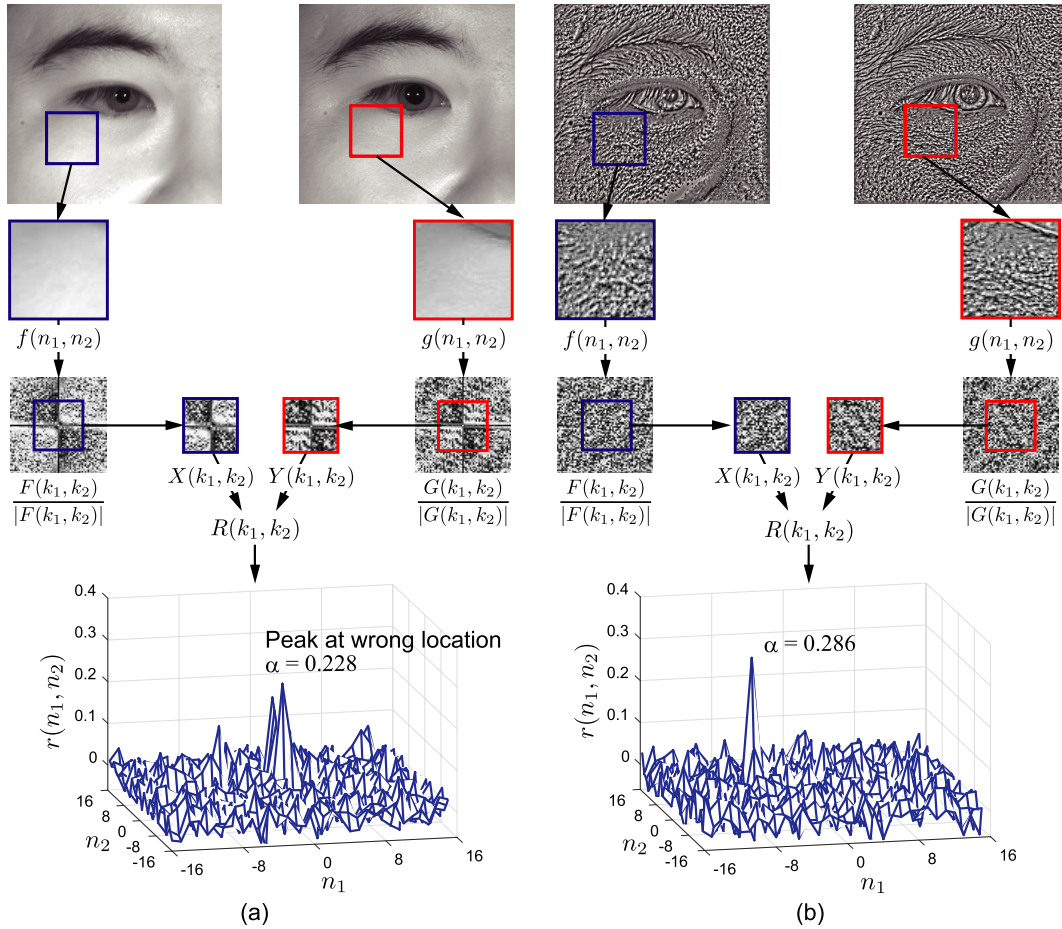 f(n₁, n₂)
g(n₁, n₂)
F(k₁, k₂)
|F(k₁, k₂)|
X(k₁, k₂)
Y(k₁, k₂)
G(k₁, k₂)
|G(k₁, k₂)|
R(k₁, k₂)
0.4
0.3
0.2
0.1
0
r(n₁, n₂)
Peak at wrong location
α = 0.228
16
8
0
-8
-16
n₂
-16
-8
0
8
16
n₁
(a)
f(n₁, n₂)
g(n₁, n₂)
F(k₁, k₂)
|F(k₁, k₂)|
X(k₁, k₂)
Y(k₁, k₂)
G(k₁, k₂)
|G(k₁, k₂)|
R(k₁, k₂)
0.4
0.3
0.2
0.1
0
r(n₁, n₂)
α = 0.286
16
8
0
-8
-16
n₂
-16
-8
0
8
16
n₁
(b)